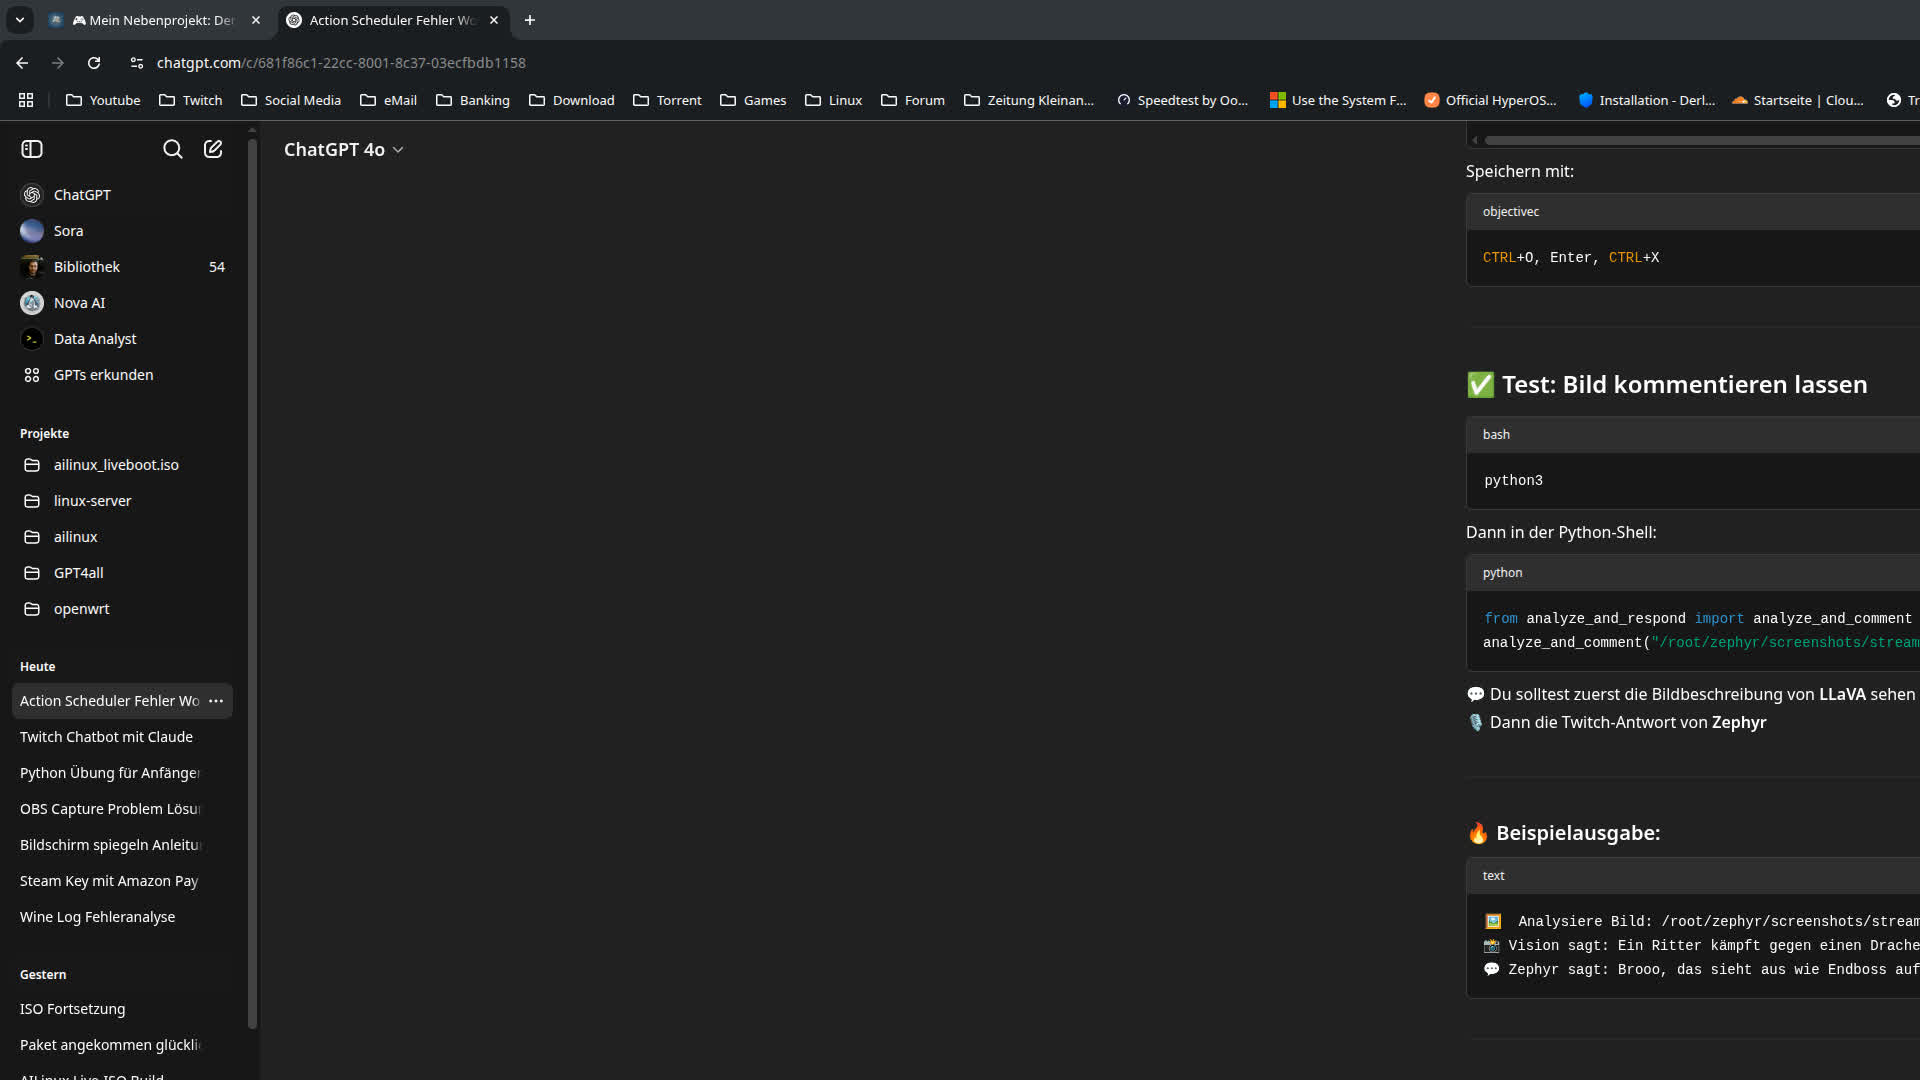 🎮 Mein Nebenprojekt: Der
Action Scheduler Fehler Wo
chatgpt.com/c/681f86c1-22cc-8001-8c37-03ecfbdb1158
Youtube
Twitch
Social Media
eMail
Banking
Download
Torrent
Games
Linux
Forum
Zeitung Kleinan...
Speedtest by Oo...
Use the System F...
Official HyperOS...
Installation - Derl...
Startseite | Clou...
Tr
ChatGPT
Sora
Bibliothek 54
Nova AI
Data Analyst
GPTs erkunden
Projekte
ailinux_liveboot.iso
linux-server
ailinux
GPT4all
openwrt
Heute
Action Scheduler Fehler Wo
Twitch Chatbot mit Claude
Python Übung für Anfänger
OBS Capture Problem Lösu
Bildschirm spiegeln Anleitu
Steam Key mit Amazon Pay
Wine Log Fehleranalyse
Gestern
ISO Fortsetzung
Paket angekommen glückli
AILinux Live ISO Build
ChatGPT 4o
Speichern mit:
objectivec
CTRL+O, Enter, CTRL+X
✅ Test: Bild kommentieren lassen
bash
python3
Dann in der Python-Shell:
python
from analyze_and_respond import analyze_and_comment
analyze_and_comment("/root/zephyr/screenshots/stream
💬 Du solltest zuerst die Bildbeschreibung von LLaVA sehen
🎙️ Dann die Twitch-Antwort von Zephyr
🔥 Beispielausgabe:
text
🖼️ Analysiere Bild: /root/zephyr/screenshots/stream
📸 Vision sagt: Ein Ritter kämpft gegen einen Drache
💬 Zephyr sagt: Brooo, das sieht aus wie Endboss auf